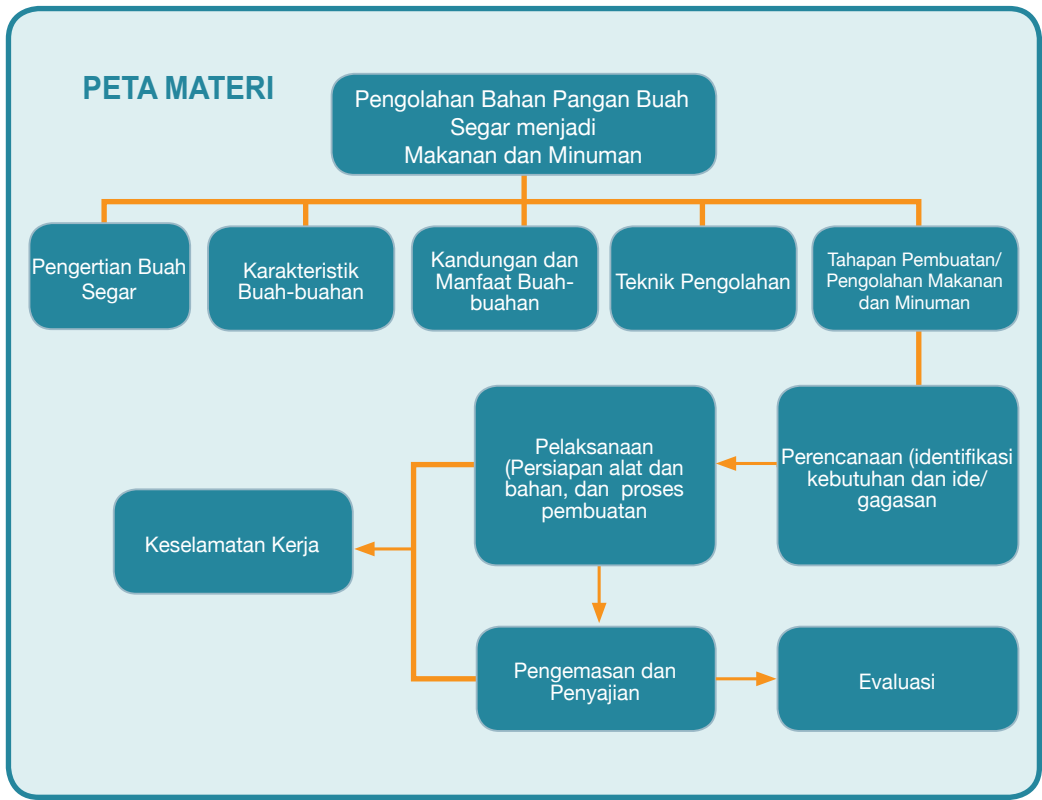 PETA MATERI
Pengolahan Bahan Pangan Buah
Segar menjadi
Makanan dan Minuman
Pengertian Buah
Segar
Karakteristik
Buah-buahan
Kandungan dan
Manfaat Buah-
buahan
Teknik Pengolahan
Tahapan Pembuatan/
Pengolahan Makanan
dan Minuman
Perencanaan (identifikasi
kebutuhan dan ide/
gagasan
Pelaksanaan
(Persiapan alat dan
bahan, dan proses
pembuatan
Keselamatan Kerja
Pengemasan dan
Penyajian
Evaluasi